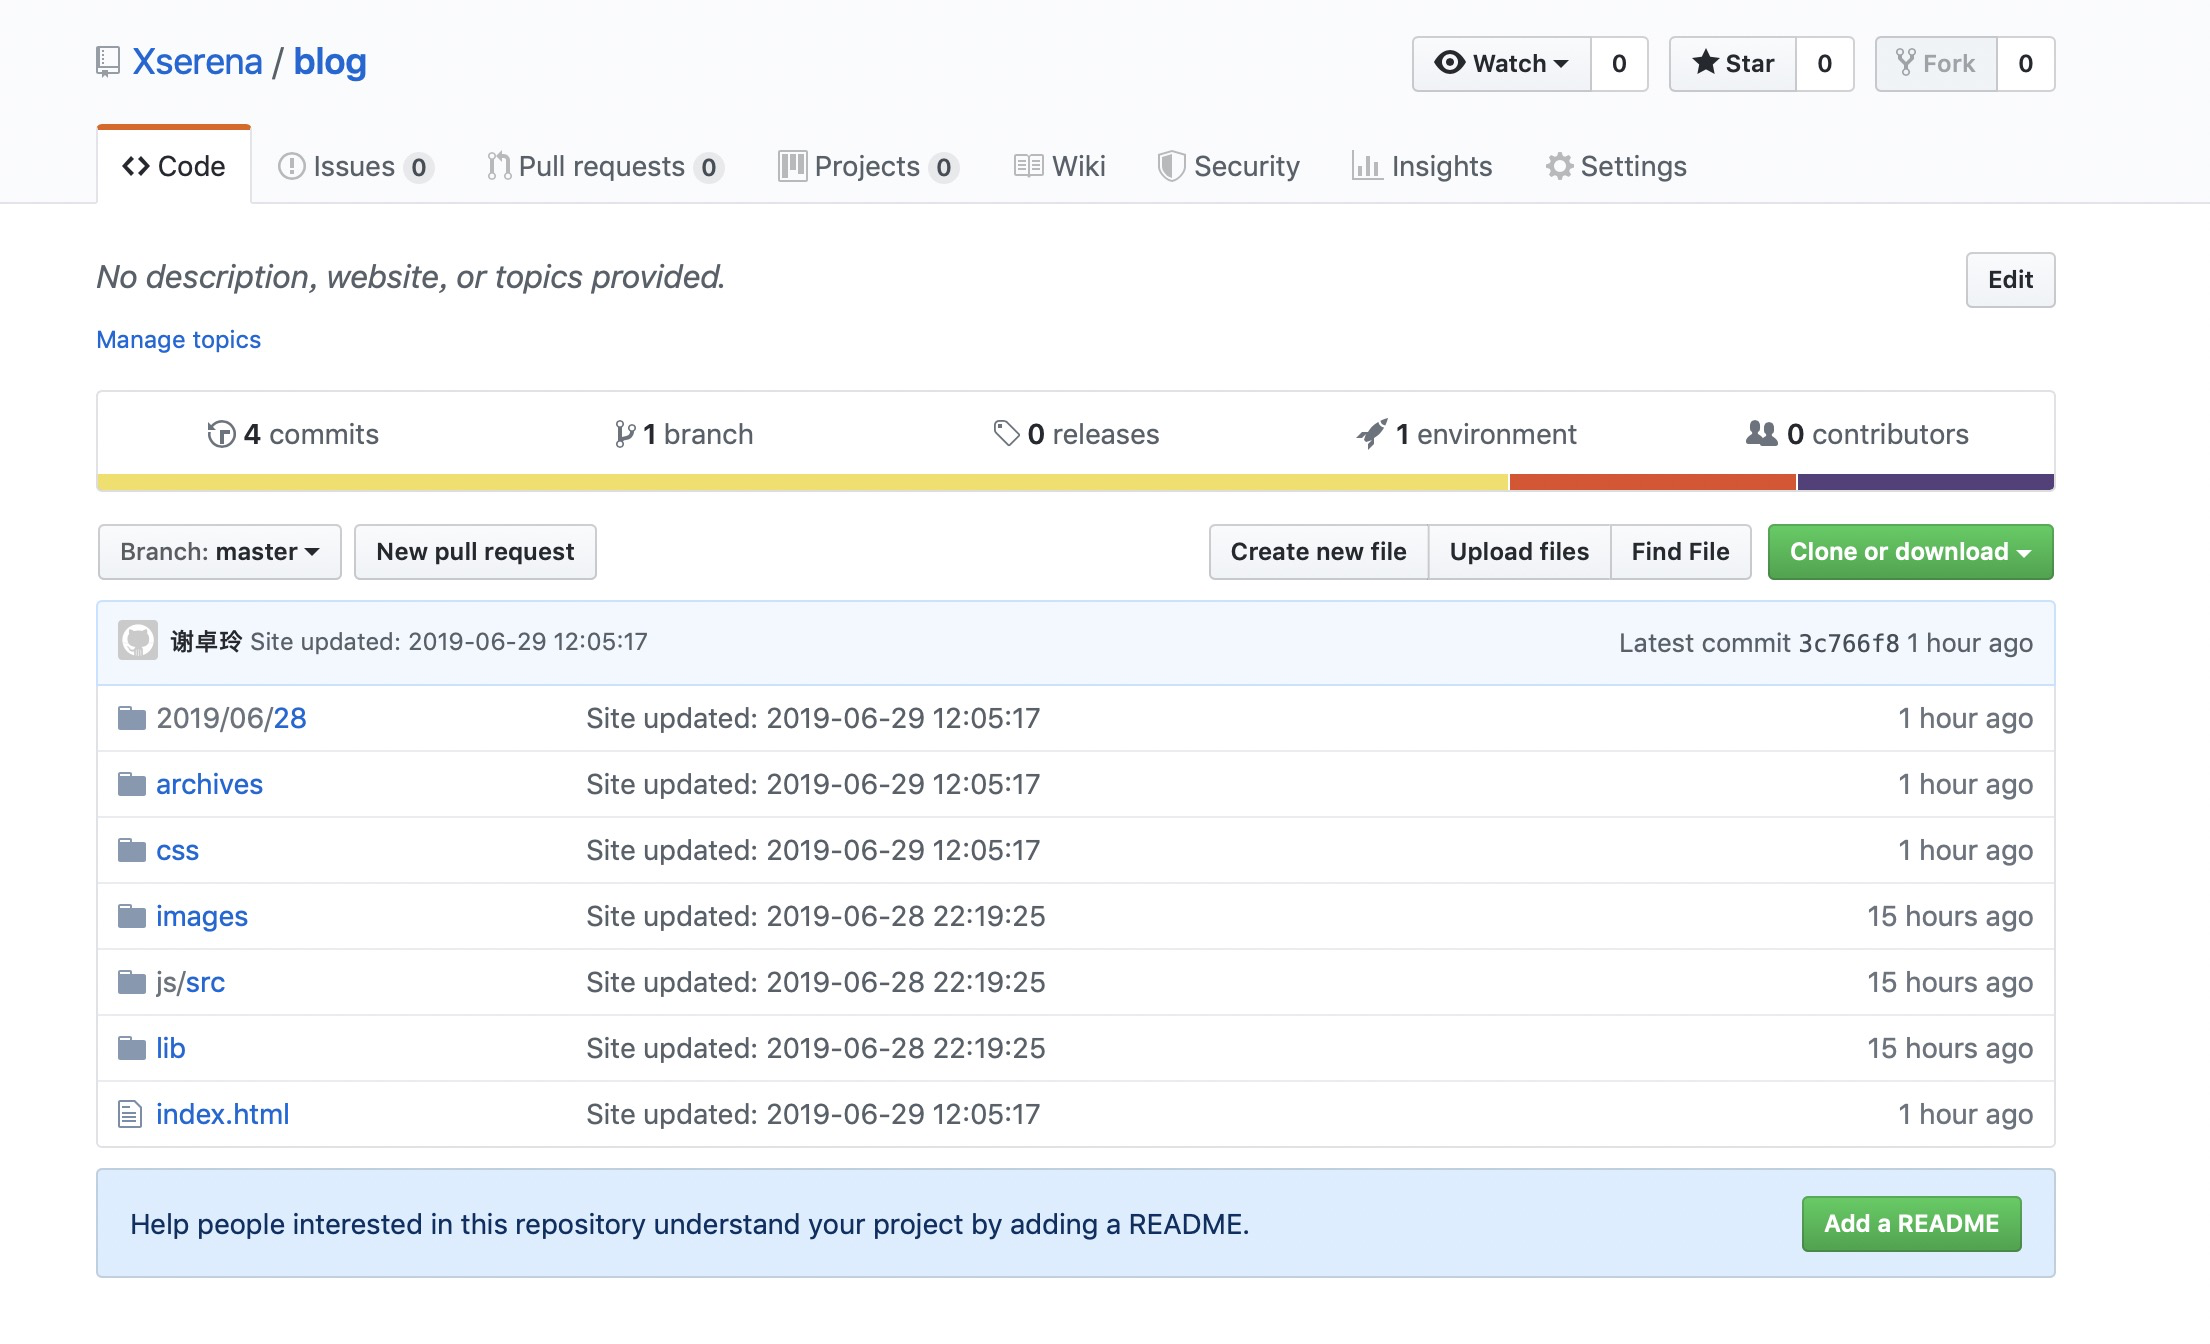 Xserena / blog Watch 0 Star 0 Fork 0
Code Issues 0 Pull requests 0 Projects 0 Wiki Security Insights Settings
No description, website, or topics provided. Edit
Manage topics
4 commits 1 branch 0 releases 1 environment 0 contributors
Branch: master New pull request Create new file Upload files Find File Clone or download
谢卓玲 Site updated: 2019-06-29 12:05:17 Latest commit 3c766f8 1 hour ago
2019/06/28 Site updated: 2019-06-29 12:05:17 1 hour ago
archives Site updated: 2019-06-29 12:05:17 1 hour ago
css Site updated: 2019-06-29 12:05:17 1 hour ago
images Site updated: 2019-06-28 22:19:25 15 hours ago
js/src Site updated: 2019-06-28 22:19:25 15 hours ago
lib Site updated: 2019-06-28 22:19:25 15 hours ago
index.html Site updated: 2019-06-29 12:05:17 1 hour ago
Help people interested in this repository understand your project by adding a README. Add a README